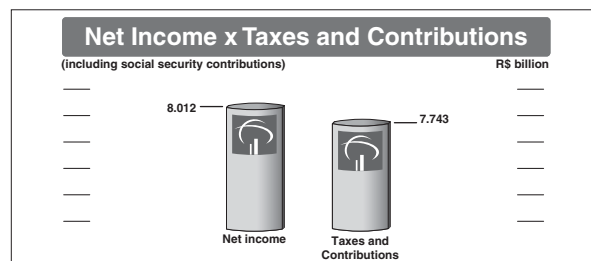 Net Income x Taxes and Contributions
(including social security contributions) R$ billion
8.012
7.743
Net income
Taxes and
Contributions